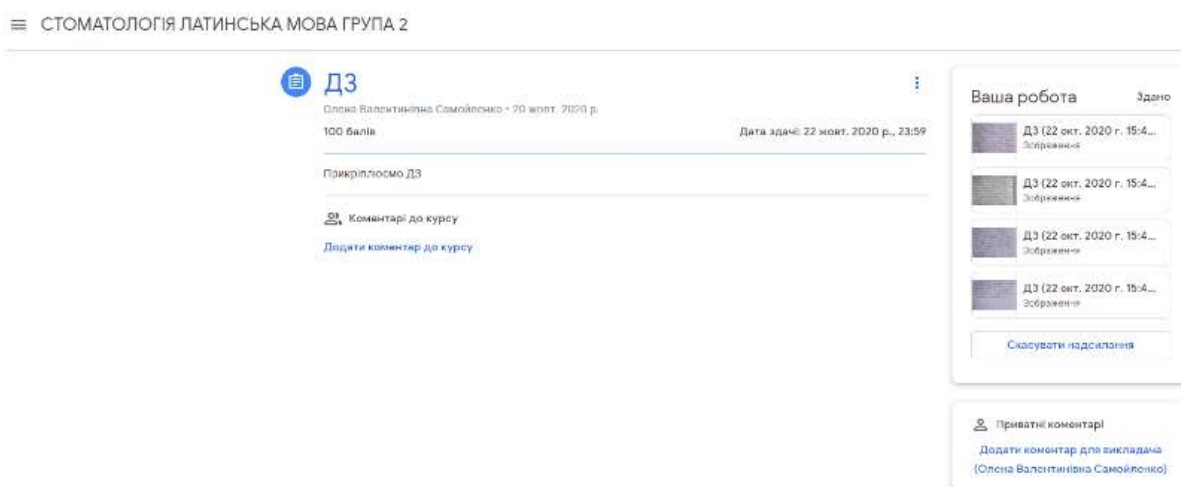 СТОМАТОЛОГІЯ ЛАТИНСЬКА МОВА ГРУПА 2
ДЗ
Олена Валентинівна Самойленко • 20 жовт. 2020 р.
100 балів
Дата здачі: 22 жовт. 2020 р., 23:59
Прикріплюємо ДЗ
Коментарі до курсу
Додати коментар до курсу
Ваша робота
Здано
ДЗ (22 окт. 2020 г. 15:4...
Зображення
ДЗ (22 окт. 2020 г. 15:4...
Зображення
ДЗ (22 окт. 2020 г. 15:4...
Зображення
ДЗ (22 окт. 2020 г. 15:4...
Зображення
Скасувати надсилання
Приватні коментарі
Додати коментар для викладача
(Олена Валентинівна Самойленко)